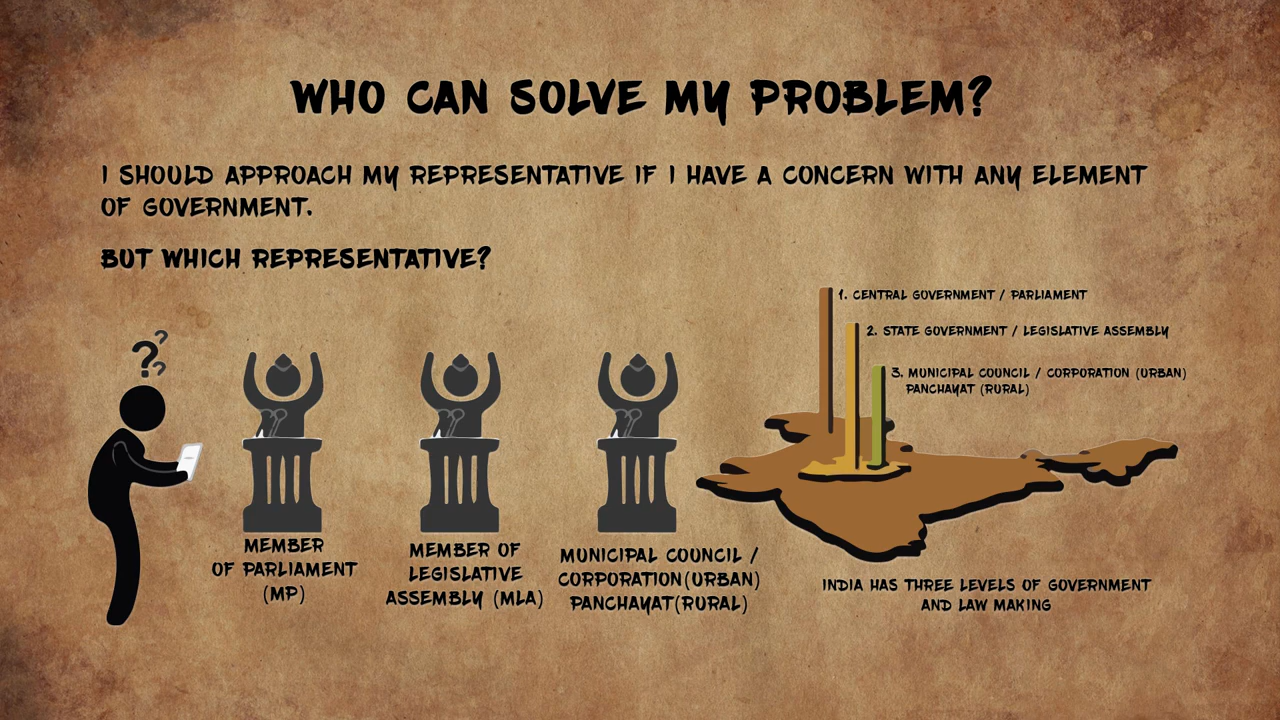 WHO CAN SOLVE MY PROBLEM?
I SHOULD APPROACH MY REPRESENTATIVE IF I HAVE A CONCERN WITH ANY ELEMENT
OF GOVERNMENT.
BUT WHICH REPRESENTATIVE?
1. CENTRAL GOVERNMENT / PARLIAMENT
2. STATE GOVERNMENT / LEGISLATIVE ASSEMBLY
3. MUNICIPAL COUNCIL / CORPORATION (URBAN)
PANCHAYAT (RURAL)
? ? ?
MEMBER
OF PARLIAMENT
(MP)
MEMBER OF
LEGISLATIVE
ASSEMBLY (MLA)
MUNICIPAL COUNCIL /
CORPORATION(URBAN)
PANCHAYAT(RURAL)
INDIA HAS THREE LEVELS OF GOVERNMENT
AND LAW MAKING